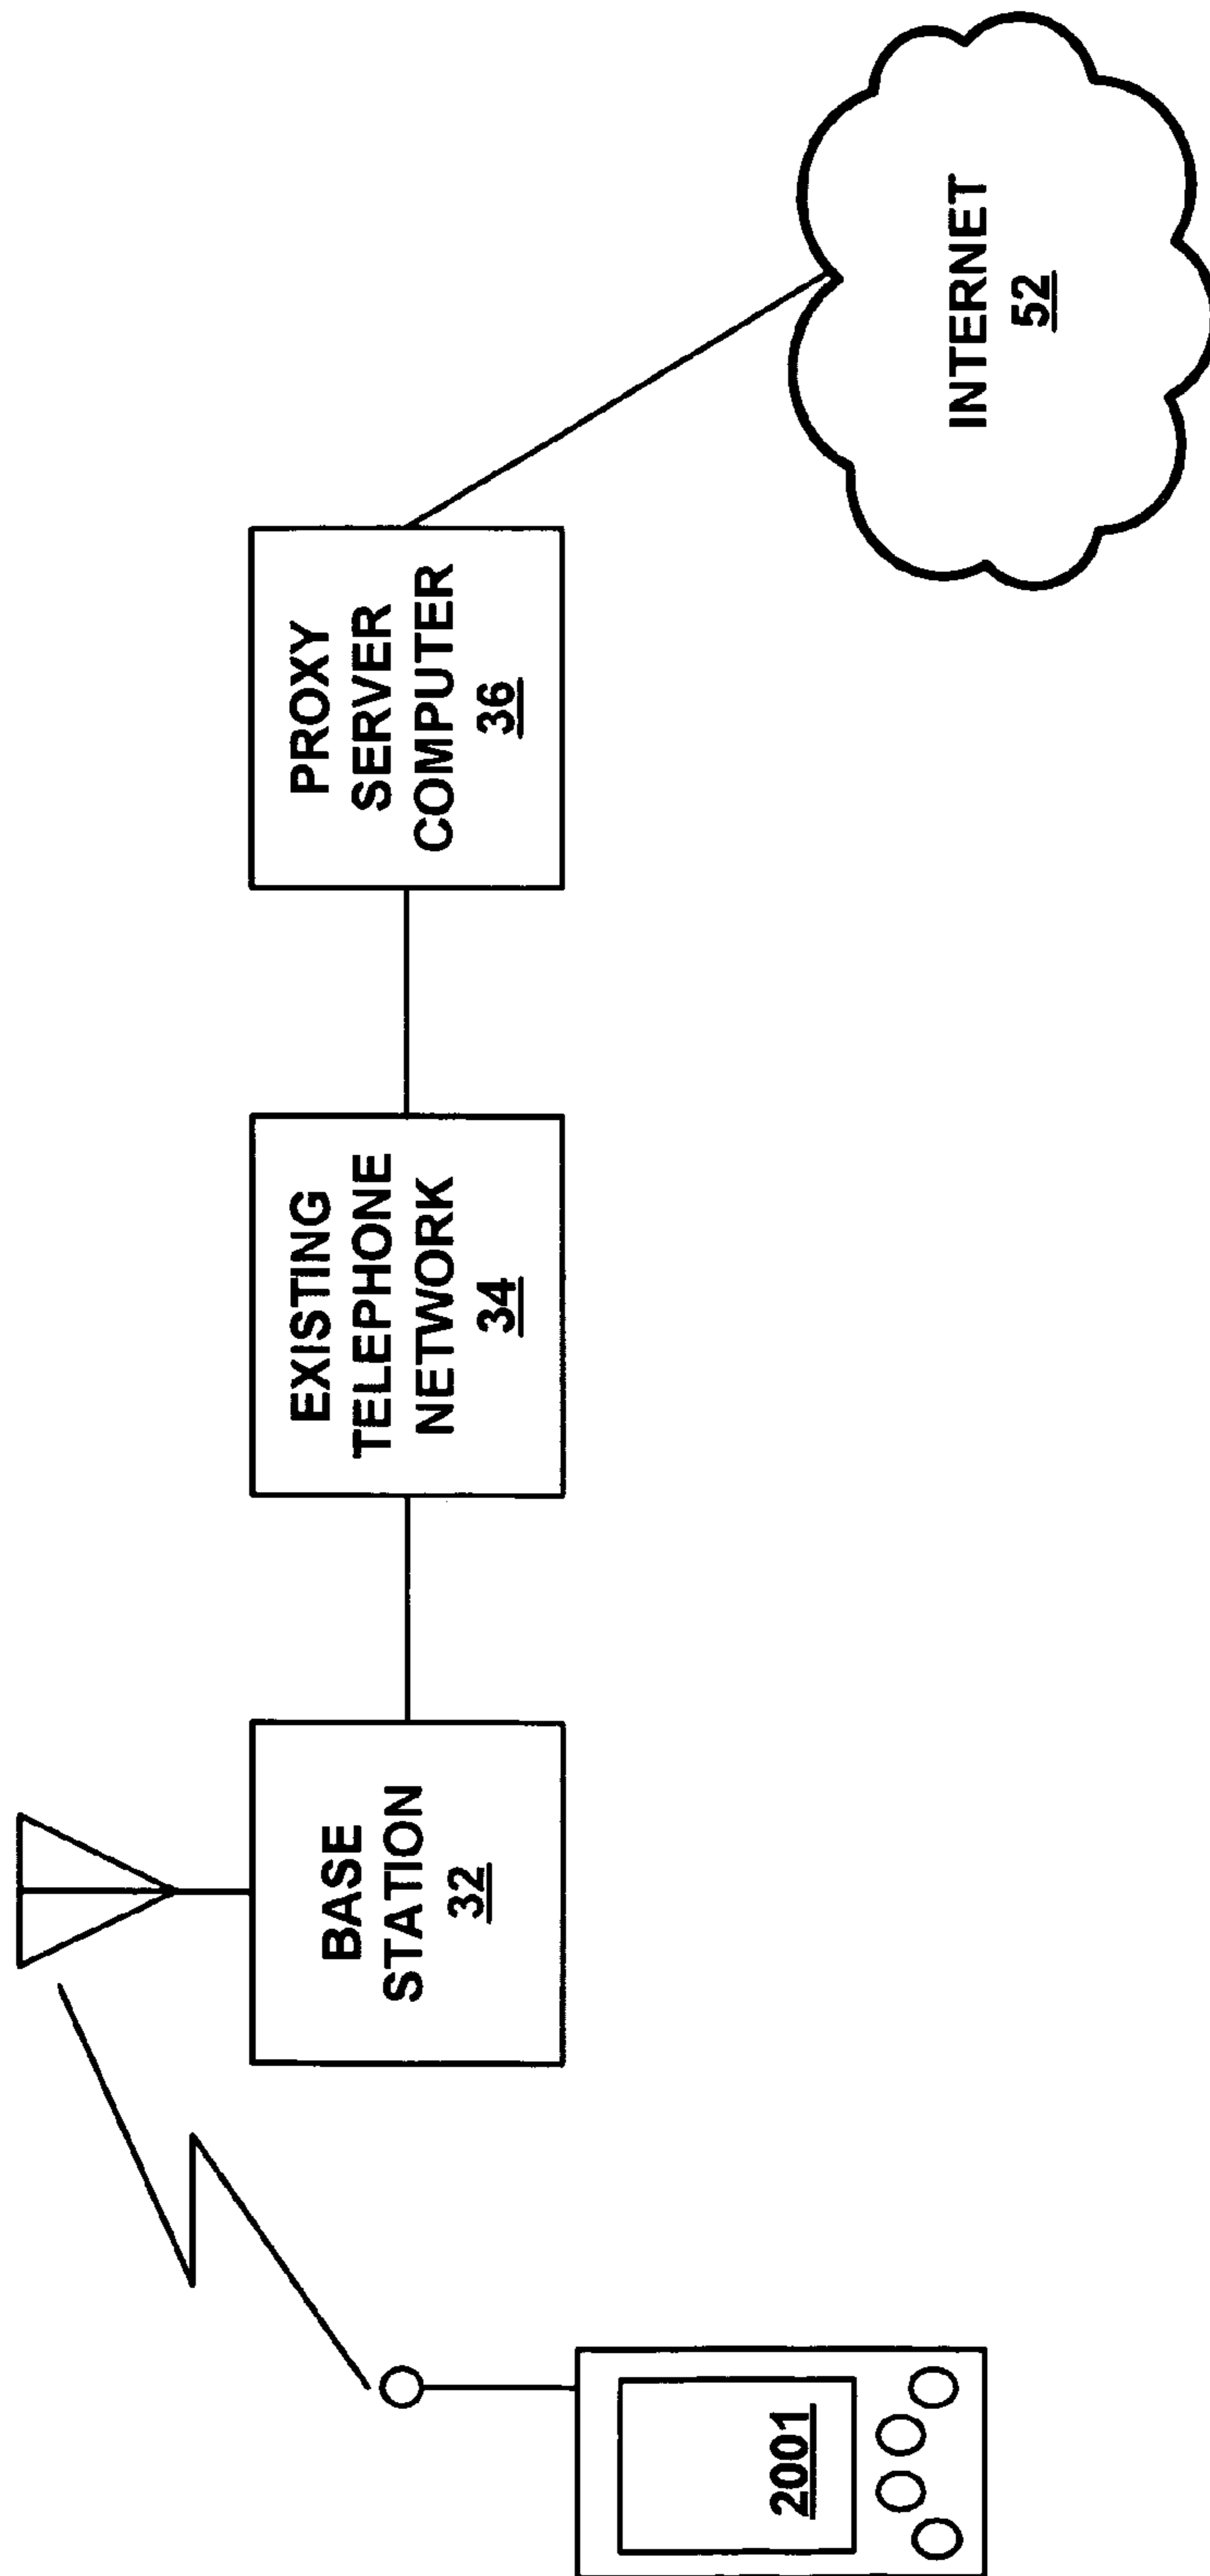 2001
BASE
STATION
32
EXISTING
TELEPHONE
NETWORK
34
PROXY
SERVER
COMPUTER
36
INTERNET
52